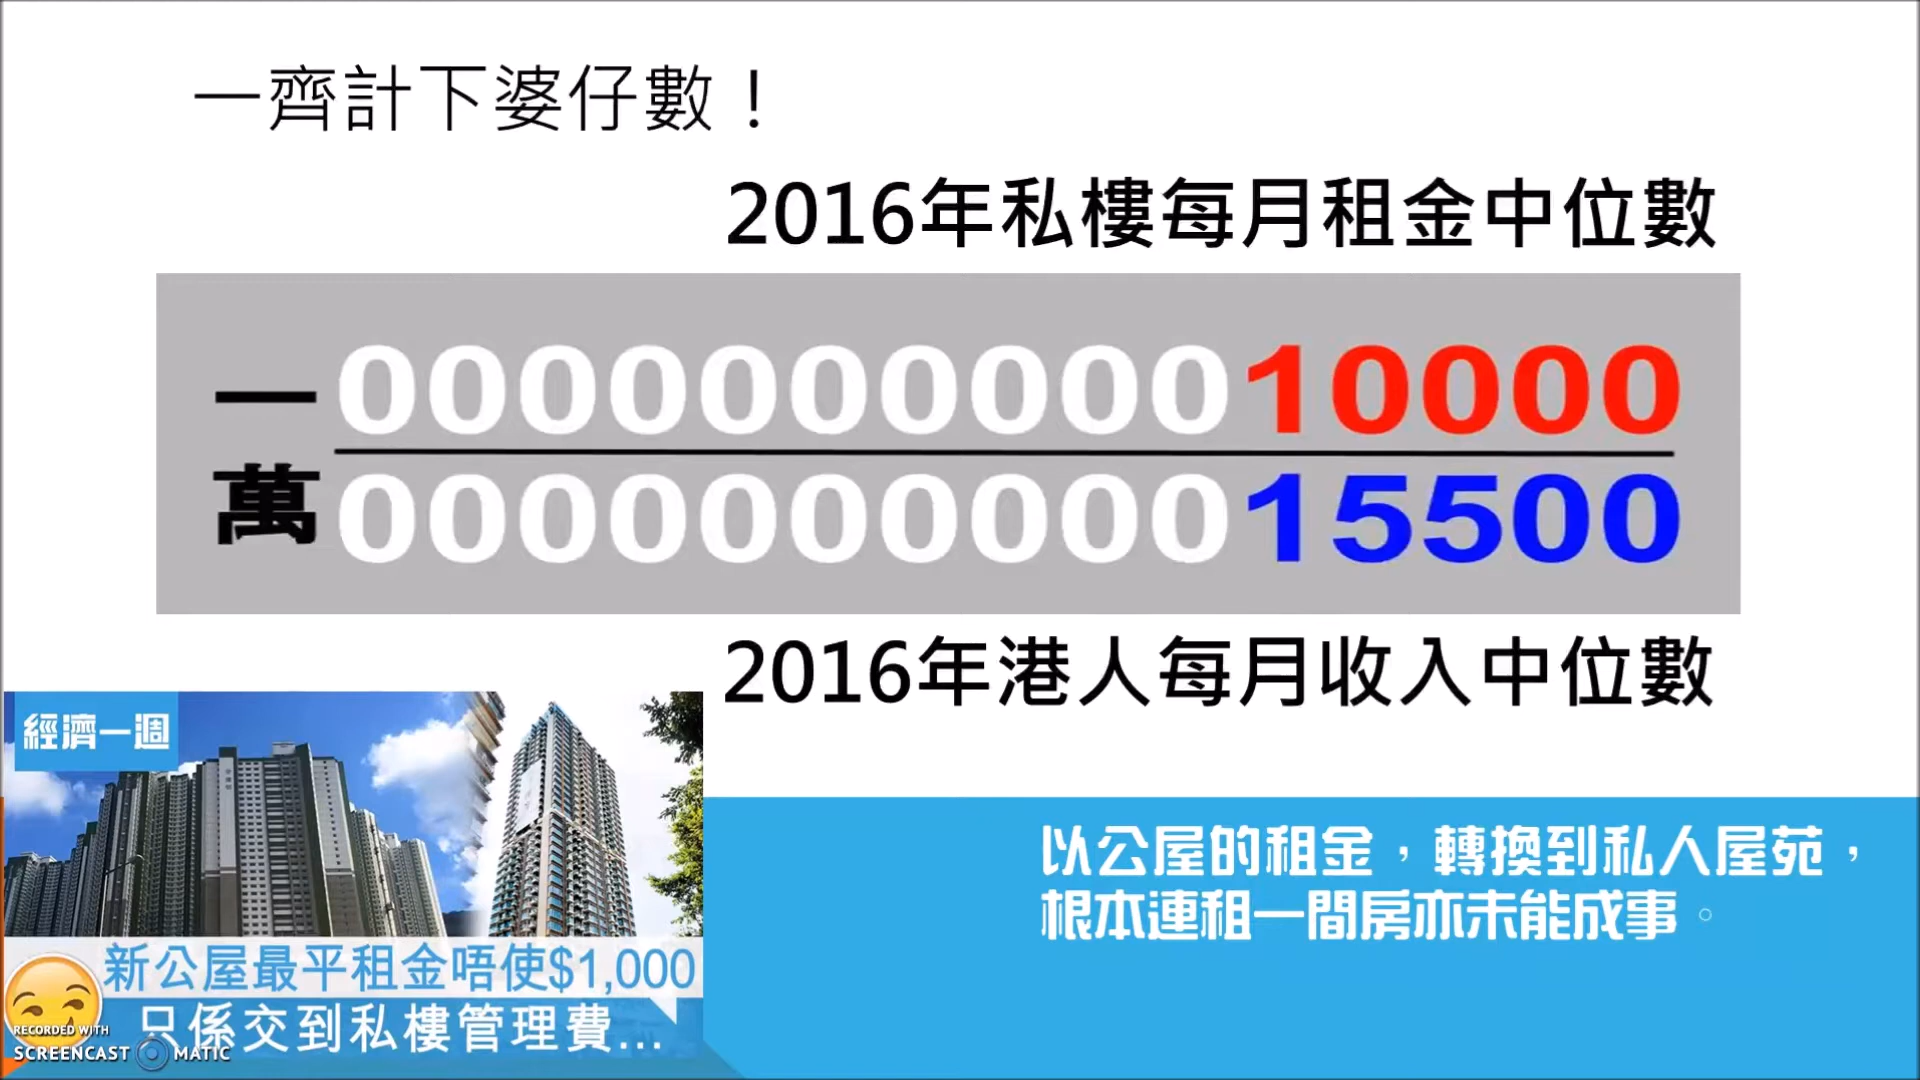 一齊計下婆仔數！
2016年私樓每月租金中位數
一萬
000000000010000
000000000015500
2016年港人每月收入中位數
經濟一週
新公屋最平租金唔使$1,000
只係交到私樓管理費...
以公屋的租金，轉換到私人屋苑，
根本連租一間房亦未能成事。
RECORDED WITH
SCREENCAST MATIC